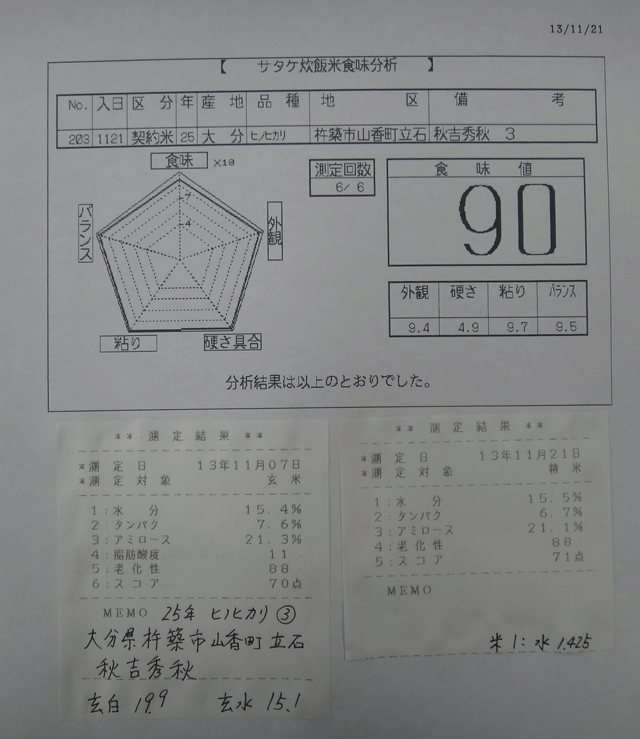 13/11/21
【 サタケ炊飯米食味分析 】
No. 入日 区分 年 産地 品種 地区 備考
203 1121 契約米 25 大分 ヒノヒカリ 杵築市山香町立石 秋吉秀秋 3
食味 ×10
7
4
バランス
外観
粘り
硬さ具合
測定回数
6/ 6
食味値
90
外観 硬さ 粘り バランス
9.4 4.9 9.7 9.5
分析結果は以上のとおりでした。
** 測定結果 **
*測定日 13年11月07日
*測定対象 玄米
1:水分 15.4%
2:タンパク 7.6%
3:アミロース 21.3%
4:脂肪酸度 11
5:老化性 88
6:スコア 70点
MEMO 25年 ヒノヒカリ ③
大分県杵築市山香町立石
秋吉秀秋
玄白 19.9 玄水 15.1
** 測定結果 **
*測定日 13年11月21日
*測定対象 精米
1:水分 15.5%
2:タンパク 6.7%
3:アミロース 21.1%
4:老化性 88
5:スコア 71点
MEMO
米1:水 1.425